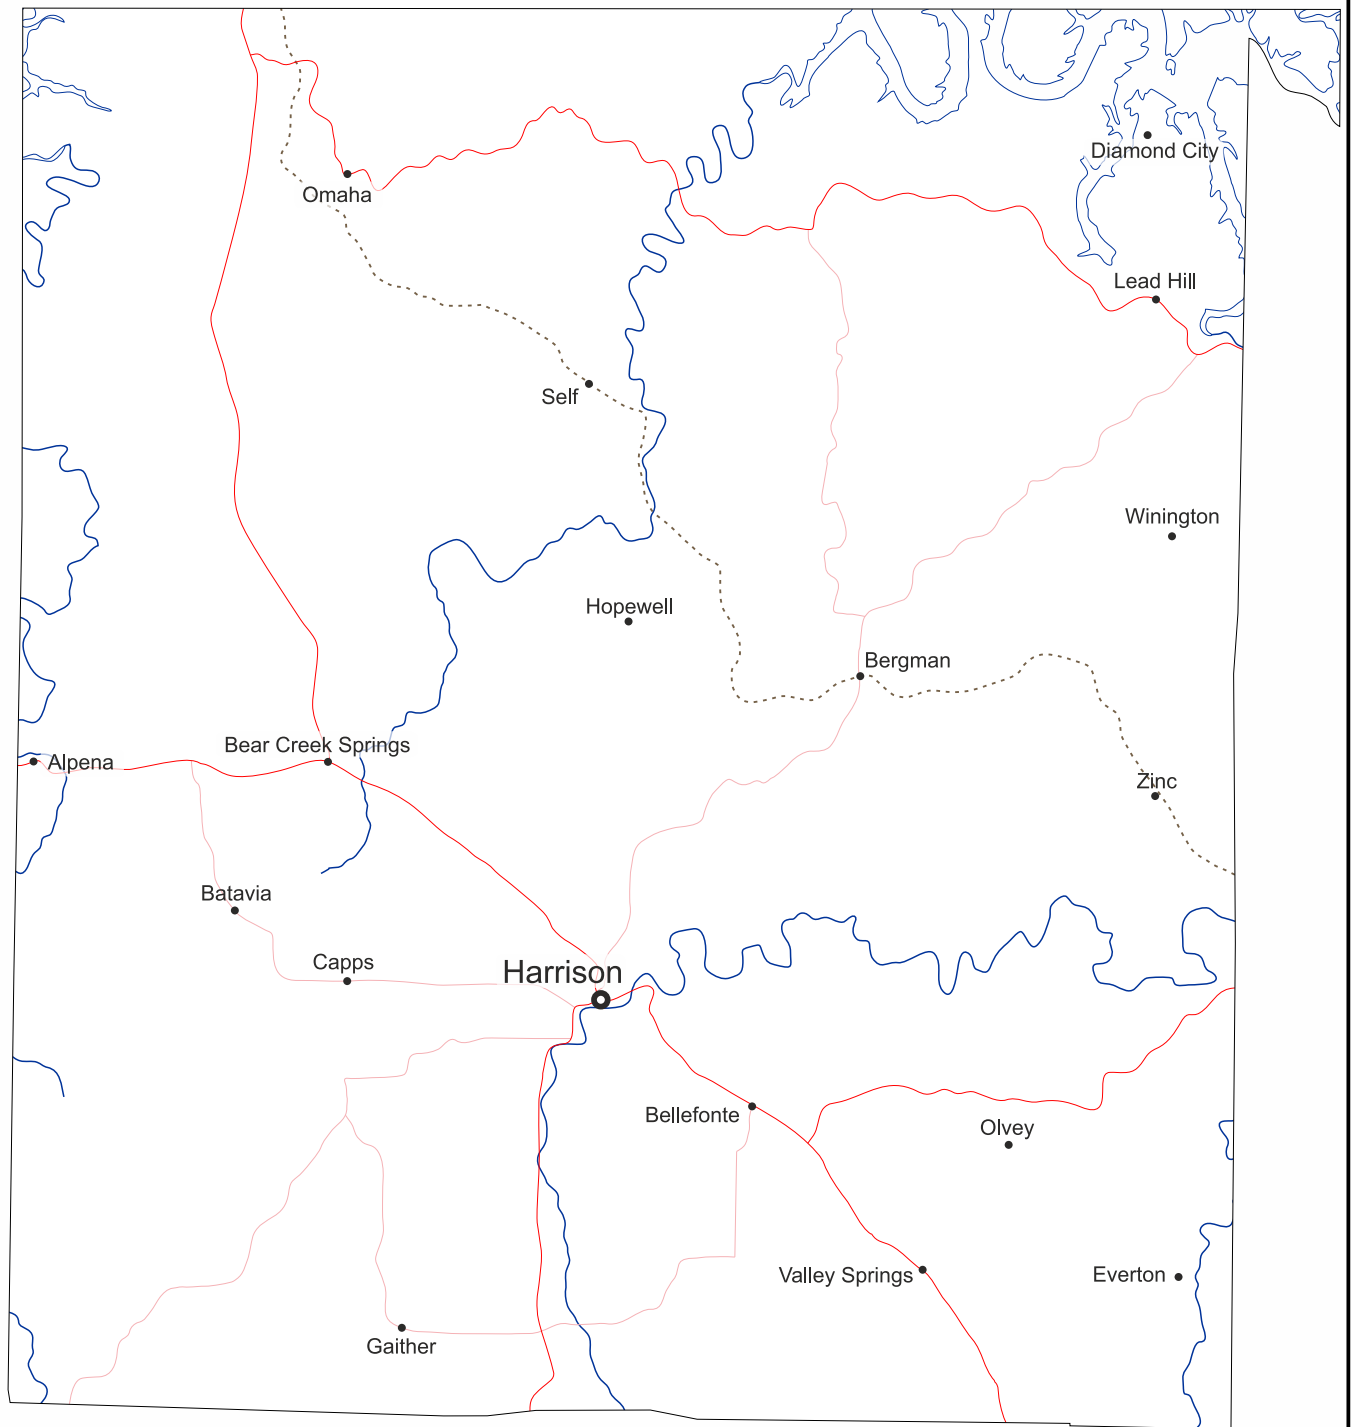 Diamond City
Omaha
Lead Hill
Self
Winington
Hopewell
Bergman
Bear Creek Springs
Alpena
Zinc
Batavia
Capps
Harrison
Bellefonte
Olvey
Valley Springs
Everton
Gaither